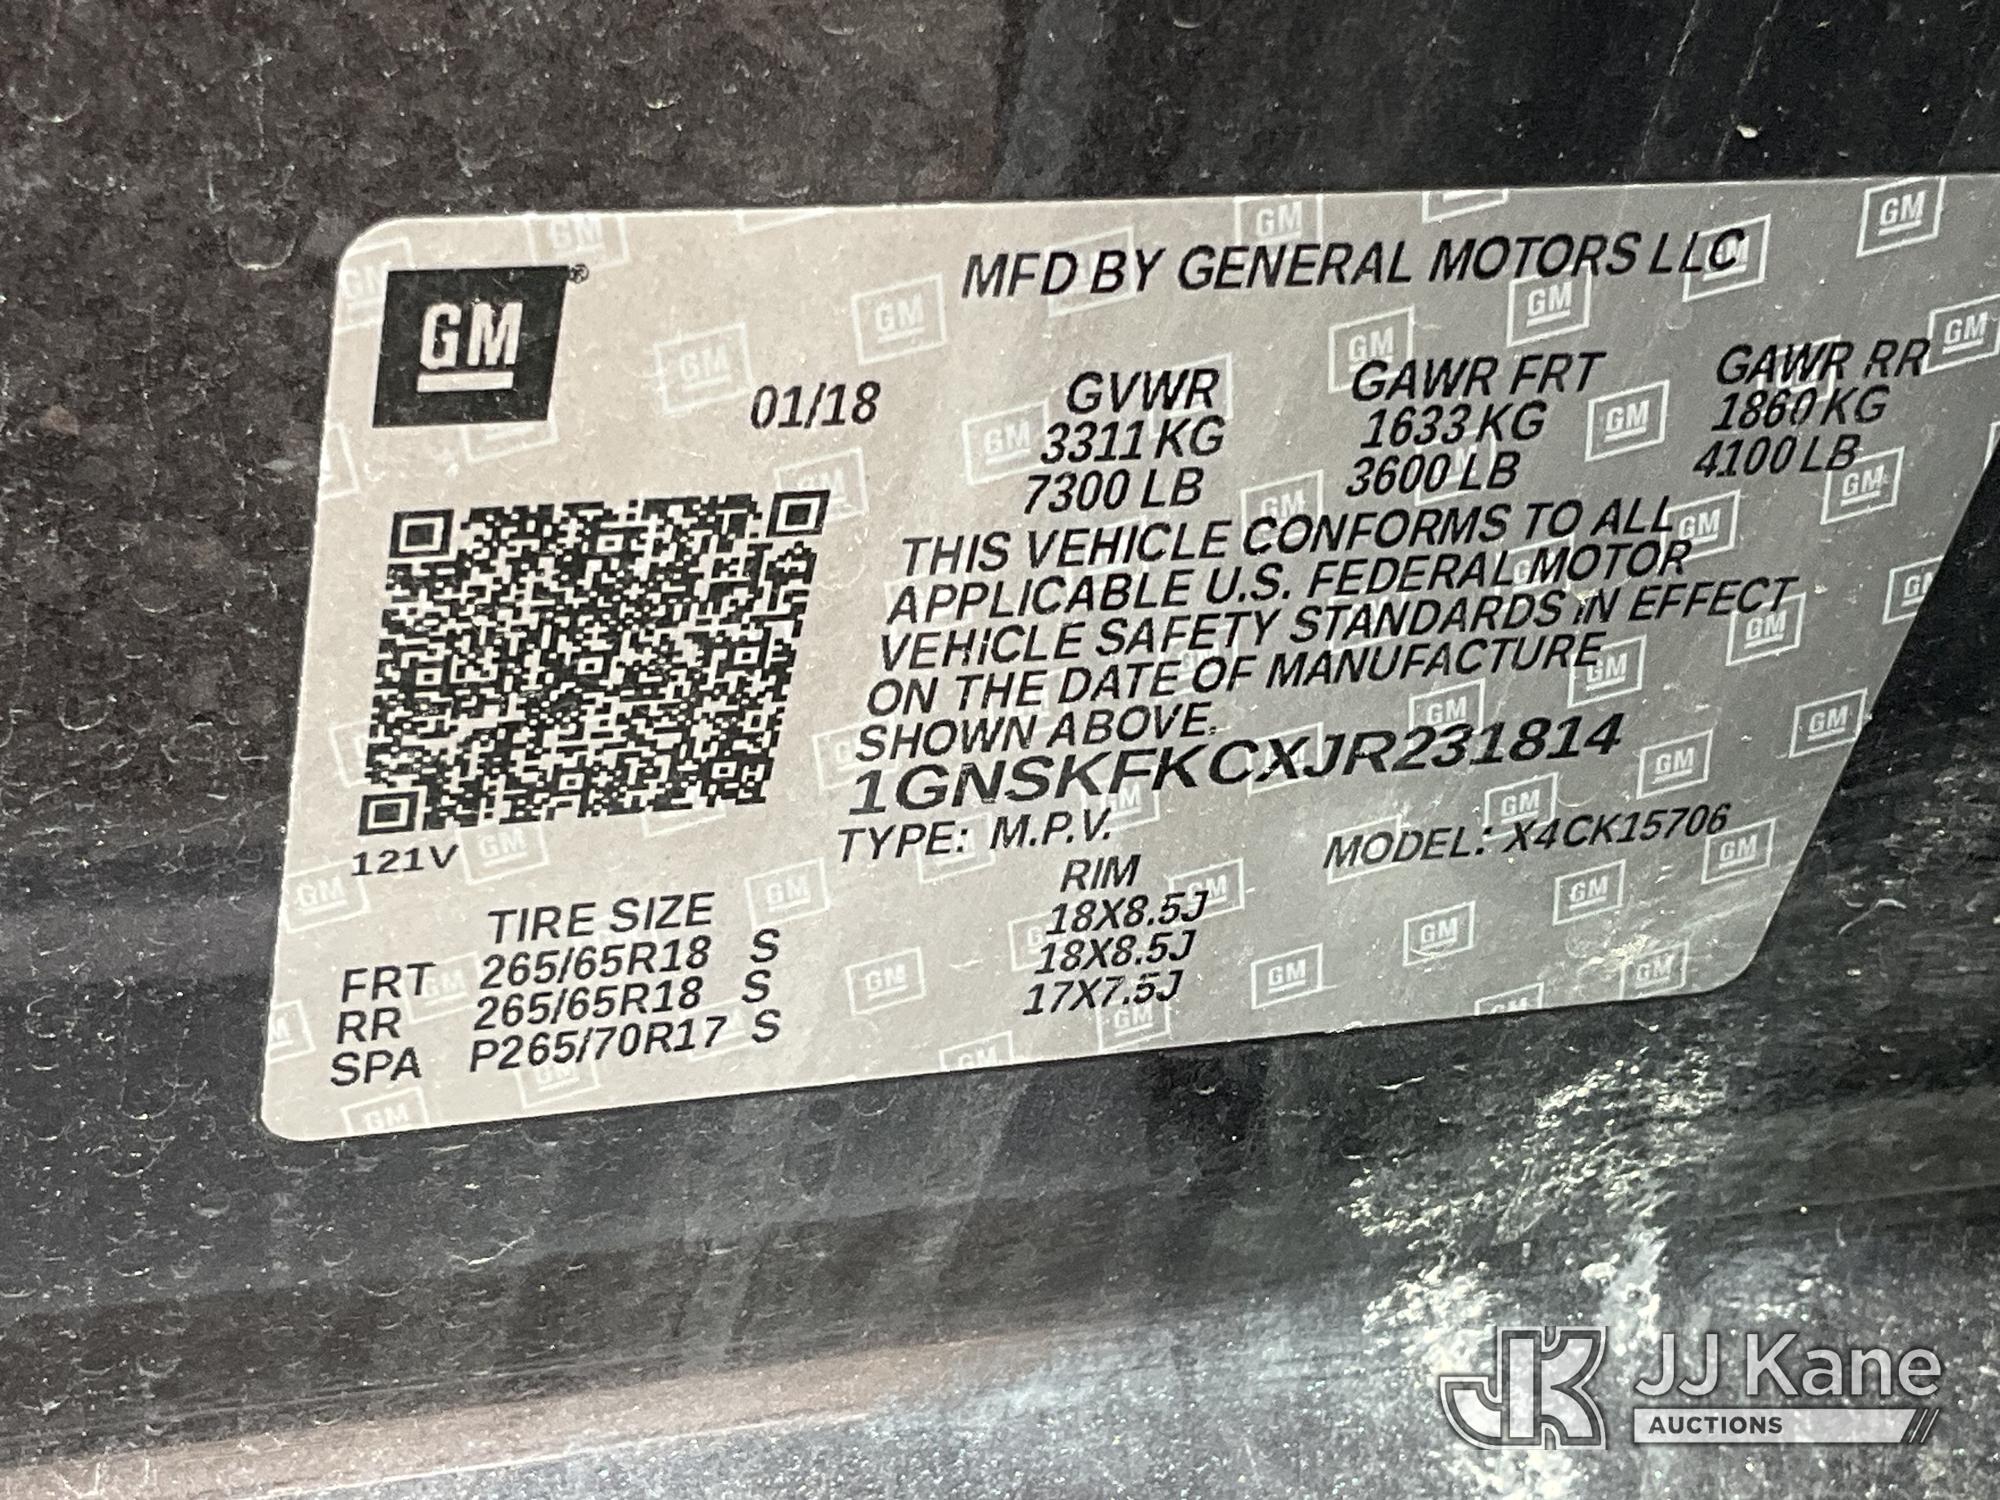 GM®
MFD BY GENERAL MOTORS LLC
01/18
GVWR GAWR FRT GAWR RR
3311 KG 1633 KG 1860 KG
7300 LB 3600 LB 4100 LB
THIS VEHICLE CONFORMS TO ALL
APPLICABLE U.S. FEDERAL MOTOR
VEHICLE SAFETY STANDARDS IN EFFECT
ON THE DATE OF MANUFACTURE
SHOWN ABOVE.
1GNSKFKCXJR231814
TYPE: M.P.V. MODEL: X4CK15706
121V
TIRE SIZE RIM
FRT 265/65R18 S 18X8.5J
RR 265/65R18 S 18X8.5J
SPA P265/70R17 S 17X7.5J
JK JJ Kane
AUCTIONS